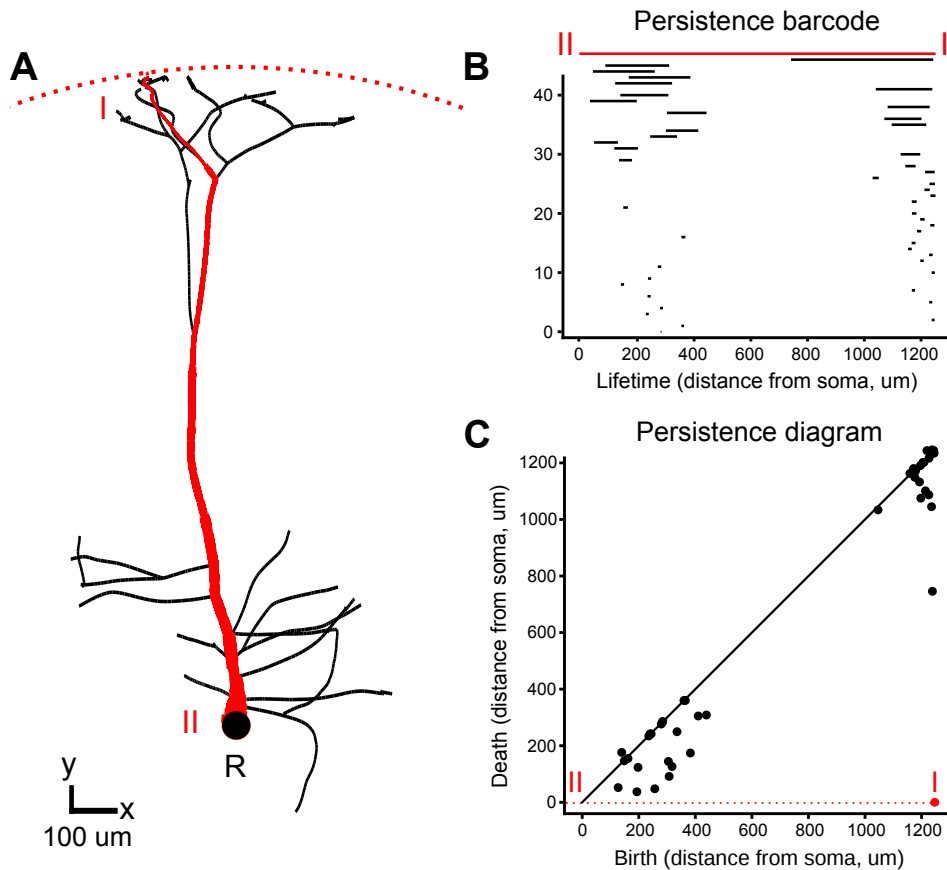 A
I
II
R
y
x
100 um
Persistence barcode
II
I
B
40
30
20
10
0
0 200 400 600 800 1000 1200
Lifetime (distance from soma, um)
C
Persistence diagram
1200
1000
800
600
400
200
0
Death (distance from soma, um)
II
I
0 200 400 600 800 1000 1200
Birth (distance from soma, um)